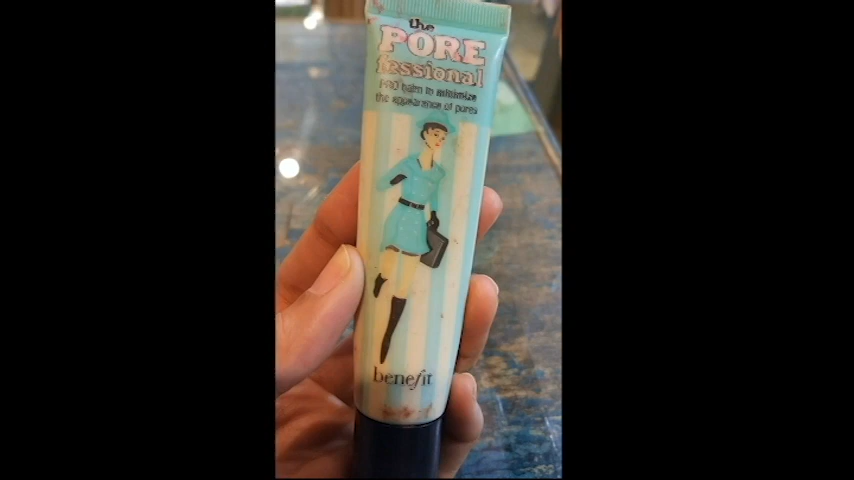 the
PORE
fessional
PRO balm to minimize
the appearance of pores
benefit